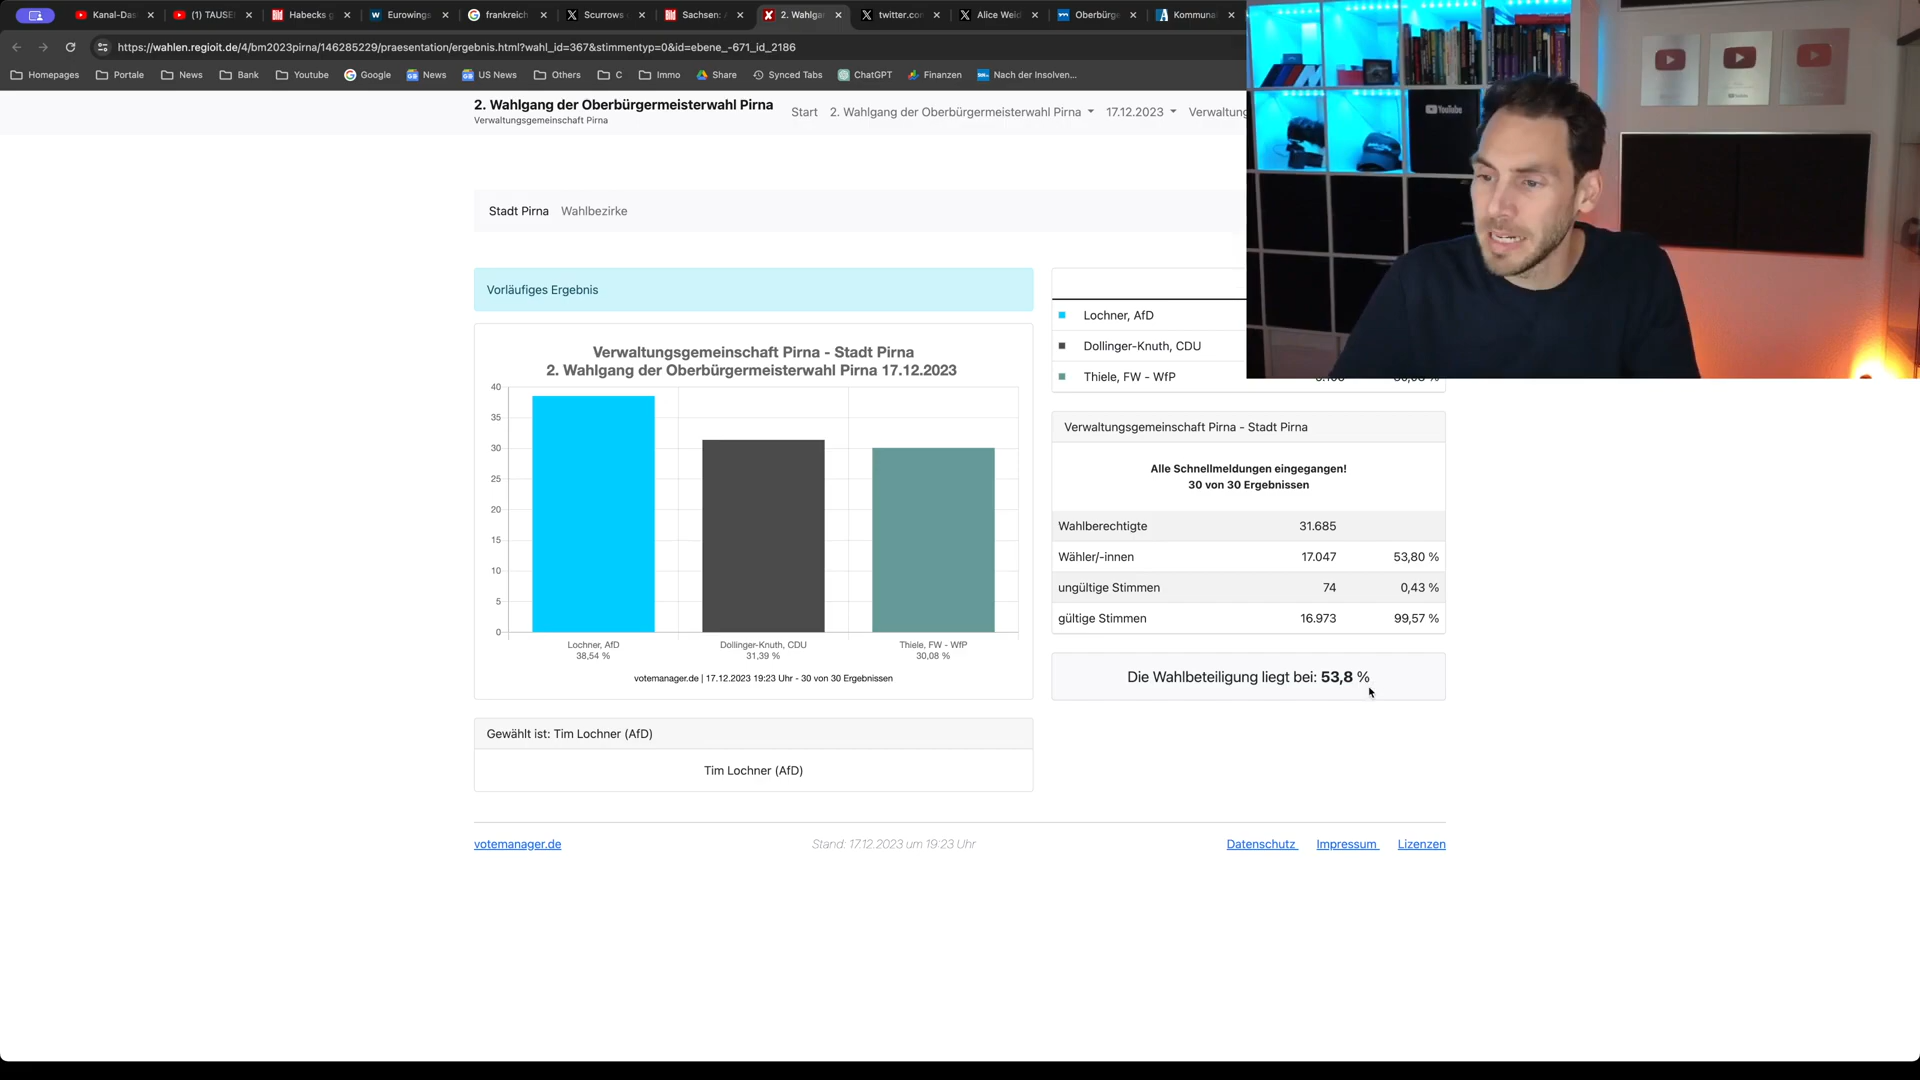 Kanal-Das
(1) TAUSE
Habecks g
Eurowings
frankreich
Scurrows
Sachsen:
2. Wahlga
twitter.co
Alice Weid
Oberbürge
Kommuna
https://wahlen.regioit.de/4/bm2023pirna/146285229/praesentation/ergebnis.html?wahl_id=367&stimmentyp=0&id=ebene_-671_id_2186
Homepages
Portale
News
Bank
Youtube
Google
News
US News
Others
C
Immo
Share
Synced Tabs
ChatGPT
Finanzen
Nach der Insolven...
YouTube
2. Wahlgang der Oberbürgermeisterwahl Pirna
Verwaltungsgemeinschaft Pirna
Start
2. Wahlgang der Oberbürgermeisterwahl Pirna
17.12.2023
Verwaltung
Stadt Pirna
Wahlbezirke
Vorläufiges Ergebnis
Verwaltungsgemeinschaft Pirna - Stadt Pirna
2. Wahlgang der Oberbürgermeisterwahl Pirna 17.12.2023
40
35
30
25
20
15
10
5
0
Lochner, AfD
38,54 %
Dollinger-Knuth, CDU
31,39 %
Thiele, FW - WfP
30,08 %
votemanager.de | 17.12.2023 19:23 Uhr - 30 von 30 Ergebnissen
Gewählt ist: Tim Lochner (AfD)
Tim Lochner (AfD)
Lochner, AfD
Dollinger-Knuth, CDU
Thiele, FW - WfP
Verwaltungsgemeinschaft Pirna - Stadt Pirna
Alle Schnellmeldungen eingegangen!
30 von 30 Ergebnissen
Wahlberechtigte 31.685
Wähler/-innen 17.047 53,80 %
ungültige Stimmen 74 0,43 %
gültige Stimmen 16.973 99,57 %
Die Wahlbeteiligung liegt bei: 53,8 %
votemanager.de
Stand: 17.12.2023 um 19:23 Uhr
Datenschutz
Impressum
Lizenzen